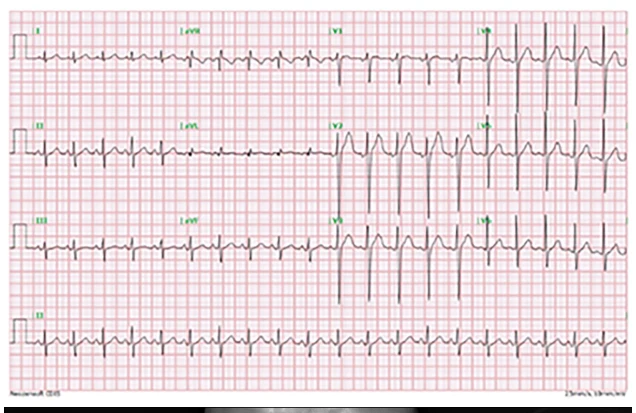 I aVR V1 V4
II aVL V2 V5
III aVF V3 V6
II
25mm/s, 10mm/mV